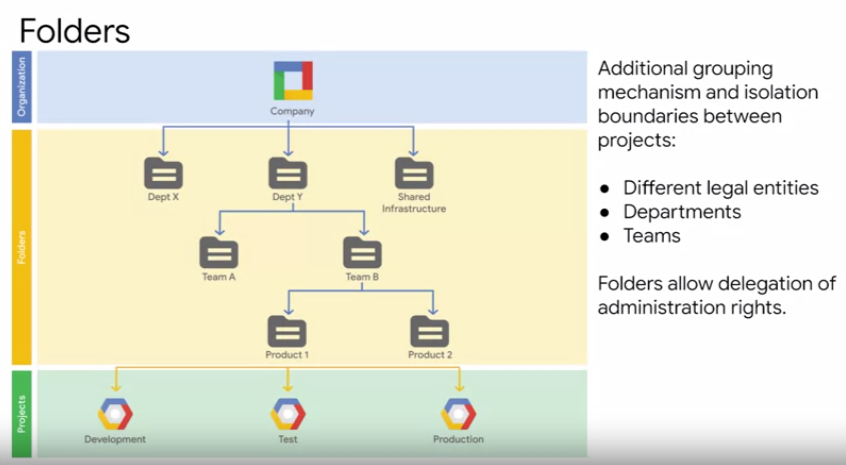 Folders
Organization
Company
Folders
Dept X
Dept Y
Shared
Infrastructure
Team A
Team B
Product 1
Product 2
Projects
Development
Test
Production
Additional grouping
mechanism and isolation
boundaries between
projects:
● Different legal entities
● Departments
● Teams
Folders allow delegation of
administration rights.